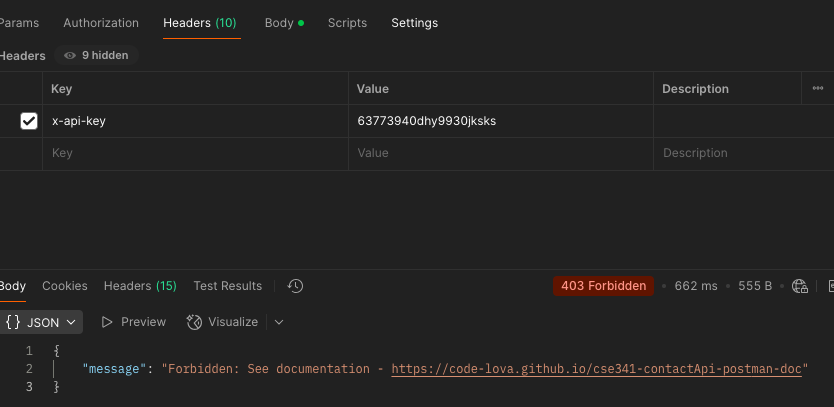 Params Authorization Headers (10) Body Scripts Settings
Headers 9 hidden
Key Value Description
x-api-key 63773940dhy9930jksks
Key Value Description
Body Cookies Headers (15) Test Results 403 Forbidden 662 ms 555 B
{} JSON Preview Visualize
1 {
2 "message": "Forbidden: See documentation - https://code-lova.github.io/cse341-contactApi-postman-doc"
3 }